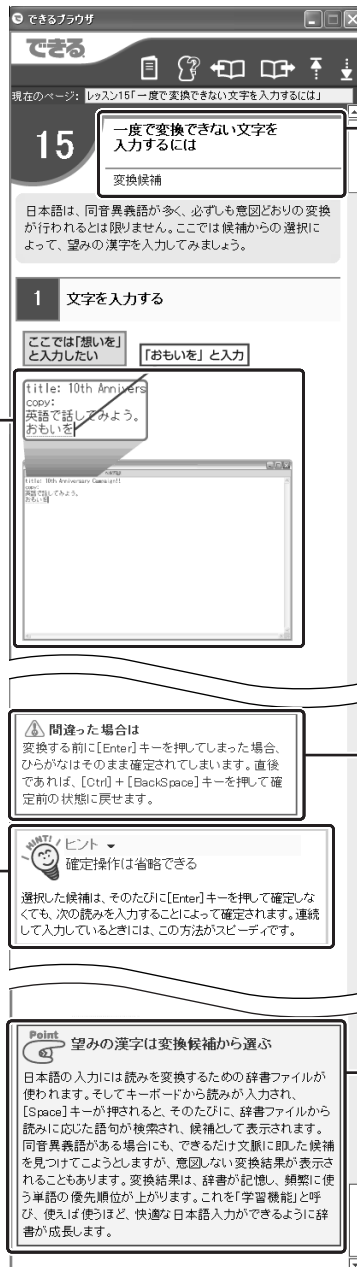 できるブラウザ
できる
現在のページ: レッスン15「一度で変換できない文字を入力するには」
15
一度で変換できない文字を
入力するには
変換候補
日本語は、同音異義語が多く、必ずしも意図どおりの変換
が行われるとは限りません。ここでは候補からの選択に
よって、望みの漢字を入力してみましょう。
1 文字を入力する
ここでは「想いを」
と入力したい
「おもいを」と入力
title: 10th Annivers
copy:
英語で話してみよう。
おもいを
title: 10th Anniversary Campaign!!
copy:
英語で話してみよう。
おもいを
間違った場合は
変換する前に[Enter]キーを押してしまった場合、
ひらがなはそのまま確定されてしまいます。直後
であれば、[Ctrl]+[BackSpace]キーを押して確
定前の状態に戻せます。
HINT!
ヒント
確定操作は省略できる
選択した候補は、そのたびに[Enter]キーを押して確定しな
くても、次の読みを入力することによって確定されます。連続
して入力しているときには、この方法がスピーディです。
Point
望みの漢字は変換候補から選ぶ
日本語の入力には読みを変換するための辞書ファイルが
使われます。そしてキーボードから読みが入力され、
[Space]キーが押されると、そのたびに、辞書ファイルから
読みに応じた語句が検索され、候補として表示されます。
同音異義語がある場合にも、できるだけ文脈に即した候補
を見つけてこようとしますが、意図しない変換結果が表示さ
れることもあります。変換結果は、辞書が記憶し、頻繁に使
う単語の優先順位が上がります。これを「学習機能」と呼
び、使えば使うほど、快適な日本語入力ができるように辞
書が成長します。